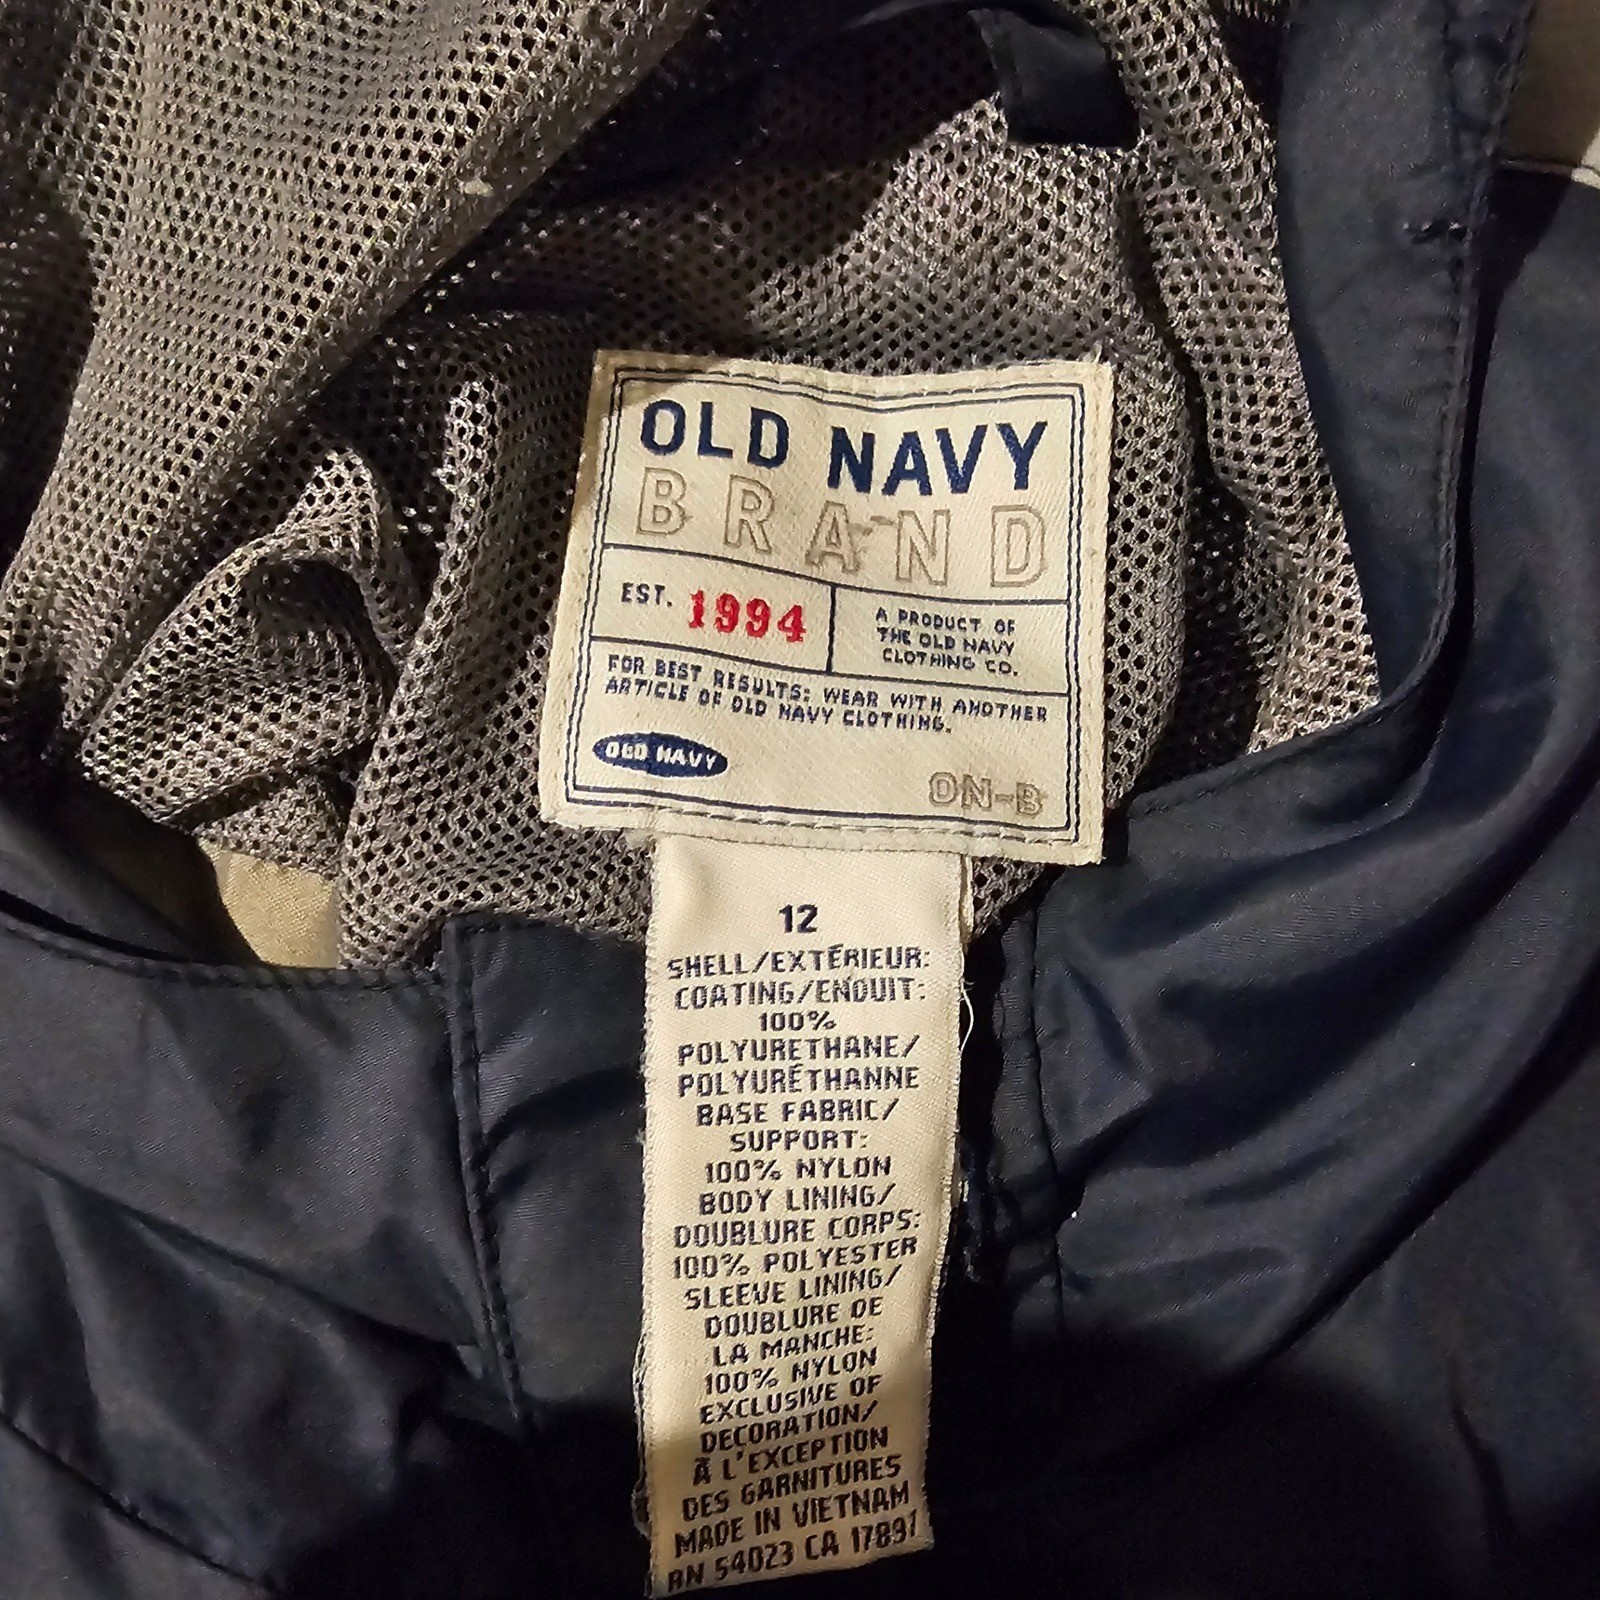 OLD NAVY
BRAND
EST. 1994
A PRODUCT OF
THE OLD NAVY
CLOTHING CO.
FOR BEST RESULTS: WEAR WITH ANOTHER
ARTICLE OF OLD NAVY CLOTHING.
OLD NAVY
ON-B
12
SHELL/EXTÉRIEUR:
COATING/ENDUIT:
100%
POLYURETHANE/
POLYURÉTHANNE
BASE FABRIC/
SUPPORT:
100% NYLON
BODY LINING/
DOUBLURE CORPS:
100% POLYESTER
SLEEVE LINING/
DOUBLURE DE
LA MANCHE:
100% NYLON
EXCLUSIVE OF
DECORATION/
À L'EXCEPTION
DES GARNITURES
MADE IN VIETNAM
RN 54023 CA 17897